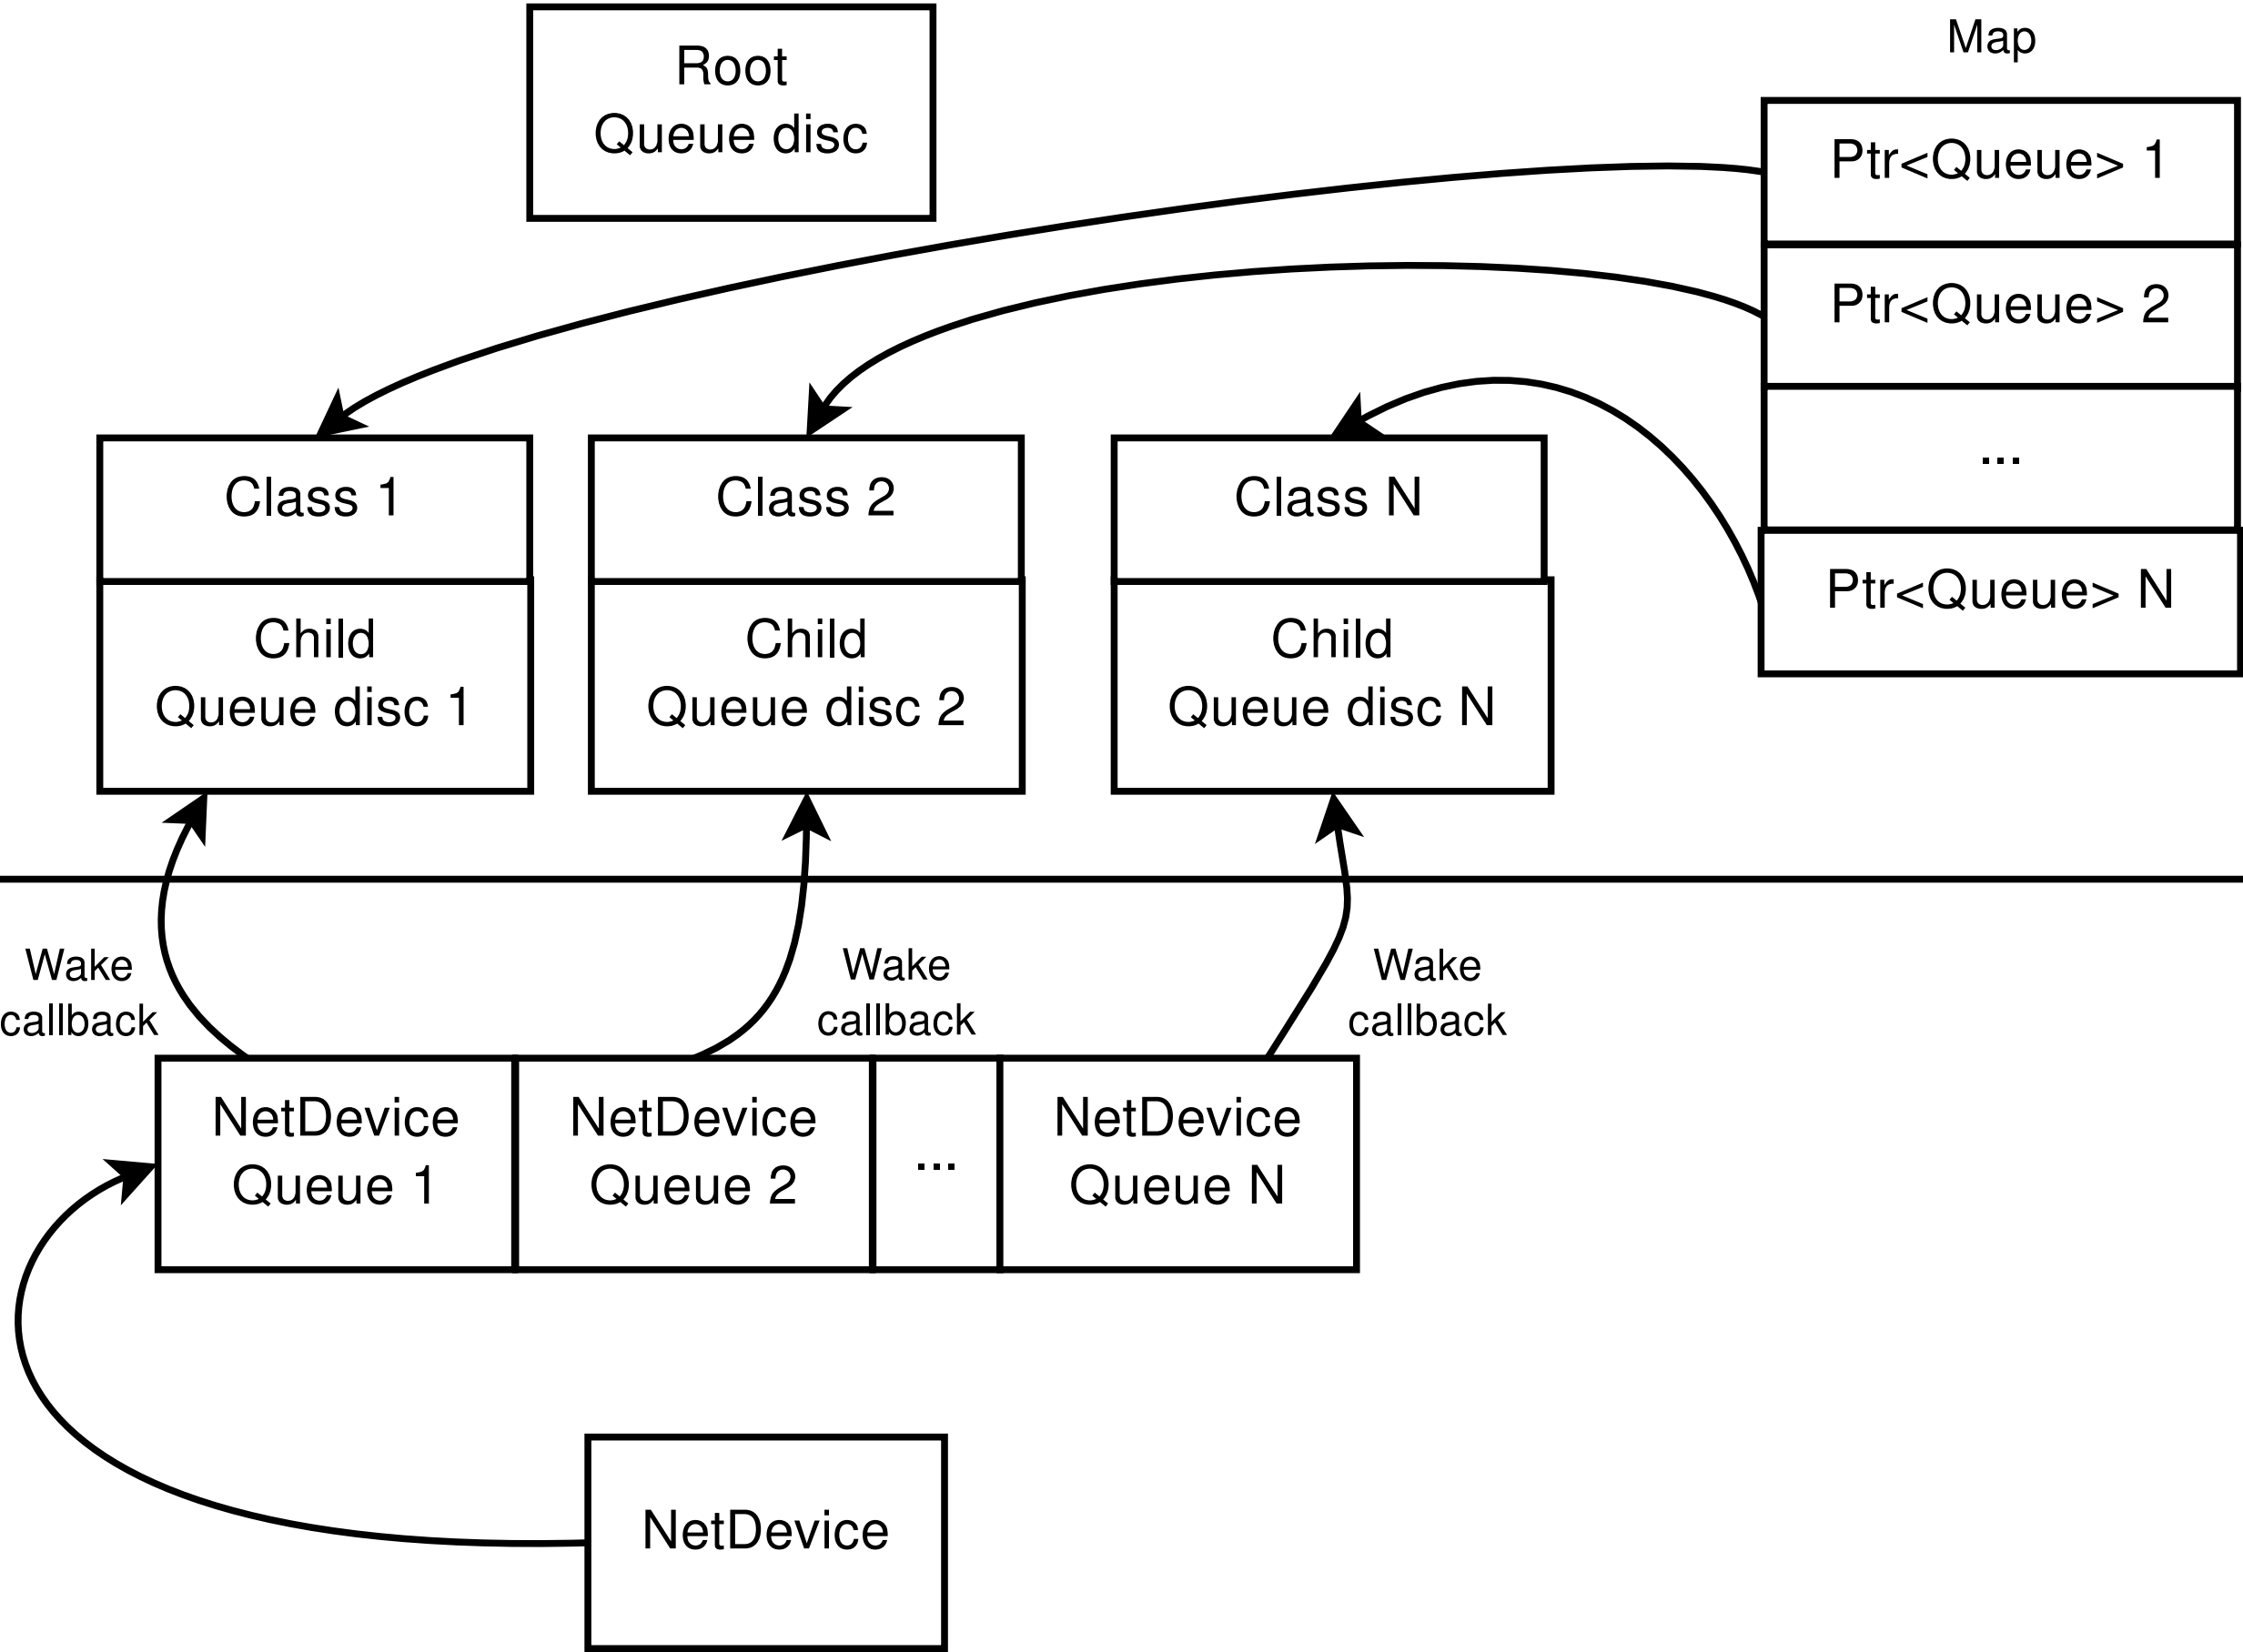 Root
Queue disc
Map
Ptr<Queue> 1
Ptr<Queue> 2
...
Ptr<Queue> N
Class 1
Child
Queue disc 1
Class 2
Child
Queue disc 2
Class N
Child
Queue disc N
Wake
callback
Wake
callback
Wake
callback
NetDevice
Queue 1
NetDevice
Queue 2
...
NetDevice
Queue N
NetDevice